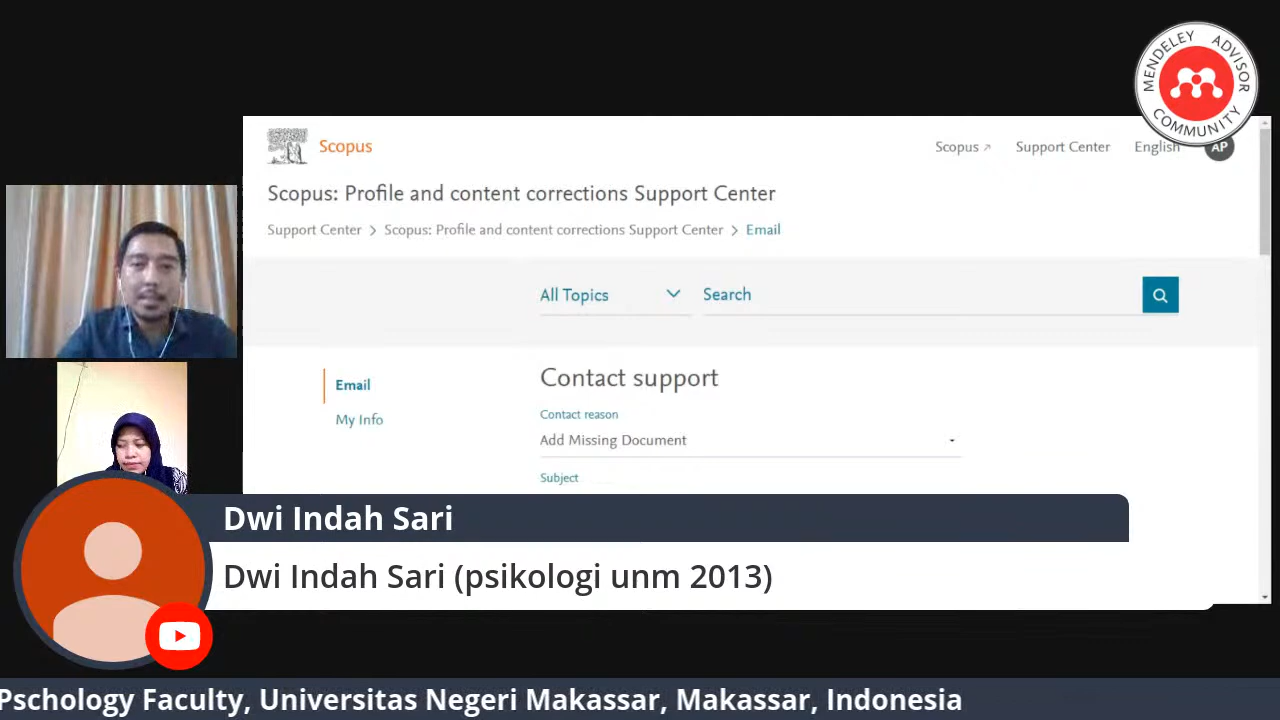 MENDELEY ADVISOR COMMUNITY
Scopus
Scopus ↗ Support Center English AP
Scopus: Profile and content corrections Support Center
Support Center > Scopus: Profile and content corrections Support Center > Email
All Topics
Search
Email
My Info
Contact support
Contact reason
Add Missing Document
Subject
Dwi Indah Sari
Dwi Indah Sari (psikologi unm 2013)
Pschology Faculty, Universitas Negeri Makassar, Makassar, Indonesia